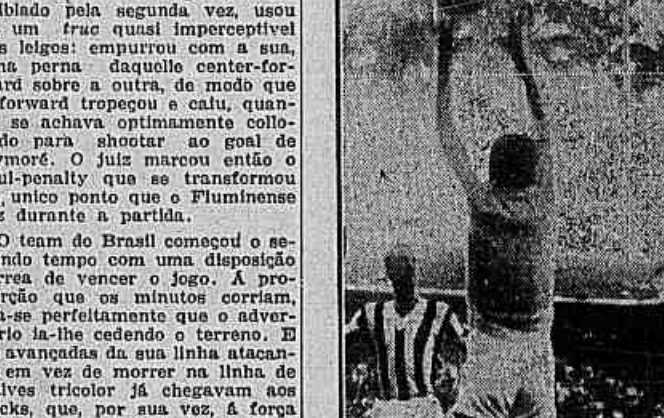 iblado pela segunda vez, usou
um truc quasi imperceptivel
s leigos: empurrou com a sua,
na perna daquelle center-for-
ard sobre a outra, de modo que
forward tropeçou e caiu, quan-
se achava optimamente collo-
do para shootar ao goal de
ymoré. O juiz marcou então o
ul-penalty que se transformou
, unico ponto que o Fluminense
z durante a partida.
O team do Brasil começou o se-
ndo tempo com uma disposição
rrea de vencer o jogo. Á pro-
rção que os minutos corriam,
a-se perfeitamente que o adver-
rio ia-lhe cedendo o terreno. E
avançadas da sua linha atacan-
em vez de morrer na linha de
lves tricolor já chegavam aos
cks, que, por sua vez, á força